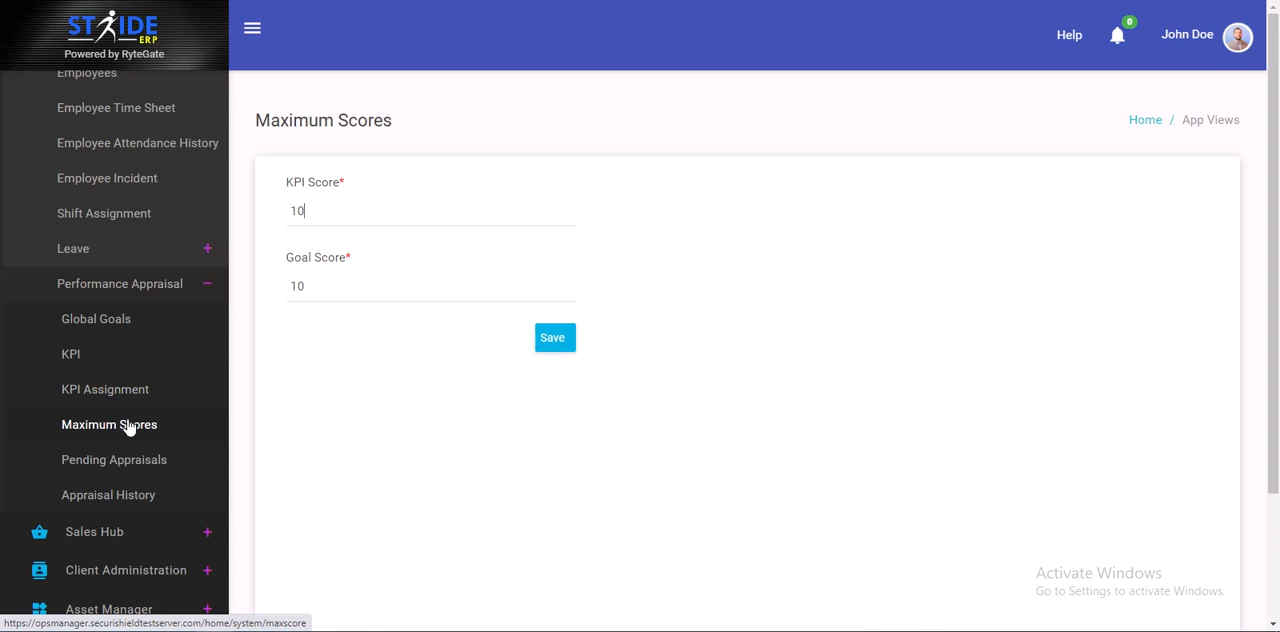 STRIDE
ERP
Powered by RyteGate
Help
0
John Doe
Employees
Employee Time Sheet
Employee Attendance History
Employee Incident
Shift Assignment
Leave +
Performance Appraisal −
Global Goals
KPI
KPI Assignment
Maximum Scores
Pending Appraisals
Appraisal History
Sales Hub +
Client Administration +
Asset Manager +
Maximum Scores
Home / App Views
KPI Score*
10
Goal Score*
10
Save
Activate Windows
Go to Settings to activate Windows.
https://opsmanager.securishieldtestserver.com/home/system/maxscore